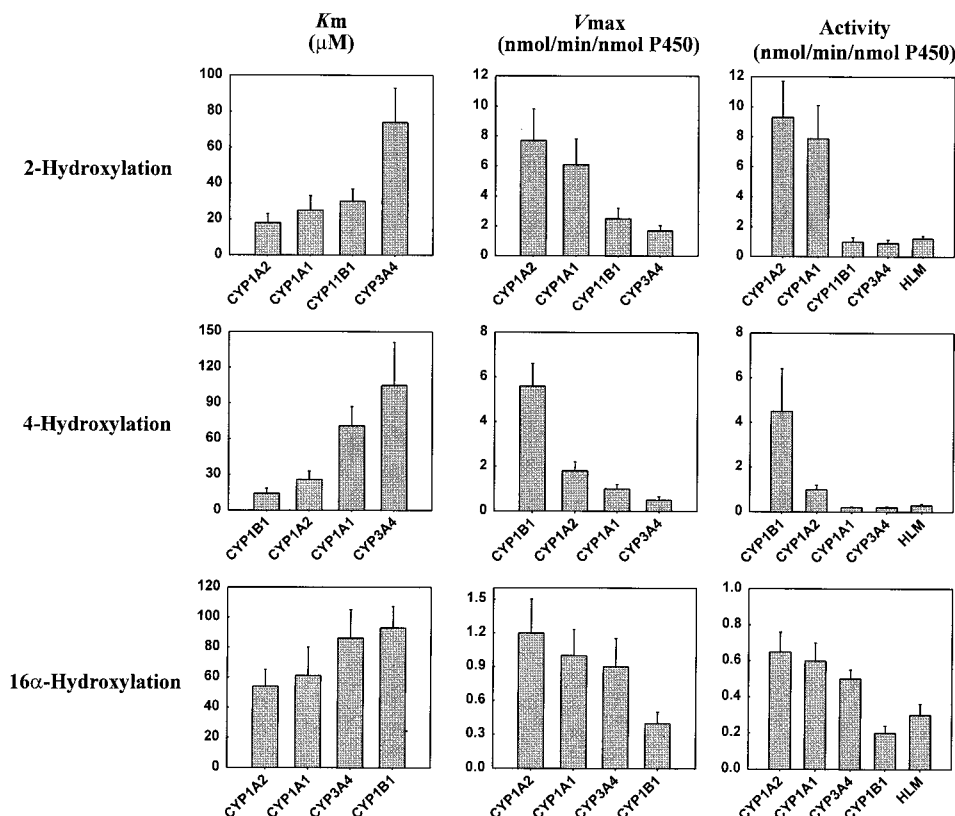 Km
(μM)
Vmax
(nmol/min/nmol P450)
Activity
(nmol/min/nmol P450)
2-Hydroxylation
100
80
60
40
20
0
CYP1A2
CYP1A1
CYP11B1
CYP3A4
12
10
8
6
4
2
0
CYP1A2
CYP1A1
CYP11B1
CYP3A4
12
10
8
6
4
2
0
CYP1A2
CYP1A1
CYP11B1
CYP3A4
HLM
4-Hydroxylation
150
120
90
60
30
0
CYP1B1
CYP1A2
CYP1A1
CYP3A4
8
6
4
2
0
CYP1B1
CYP1A2
CYP1A1
CYP3A4
8
6
4
2
0
CYP1B1
CYP1A2
CYP1A1
CYP3A4
HLM
16α-Hydroxylation
120
100
80
60
40
20
0
CYP1A2
CYP1A1
CYP3A4
CYP1B1
1.5
1.2
0.9
0.6
0.3
0.0
CYP1A2
CYP1A1
CYP3A4
CYP1B1
1.0
0.8
0.6
0.4
0.2
0.0
CYP1A2
CYP1A1
CYP3A4
CYP1B1
HLM